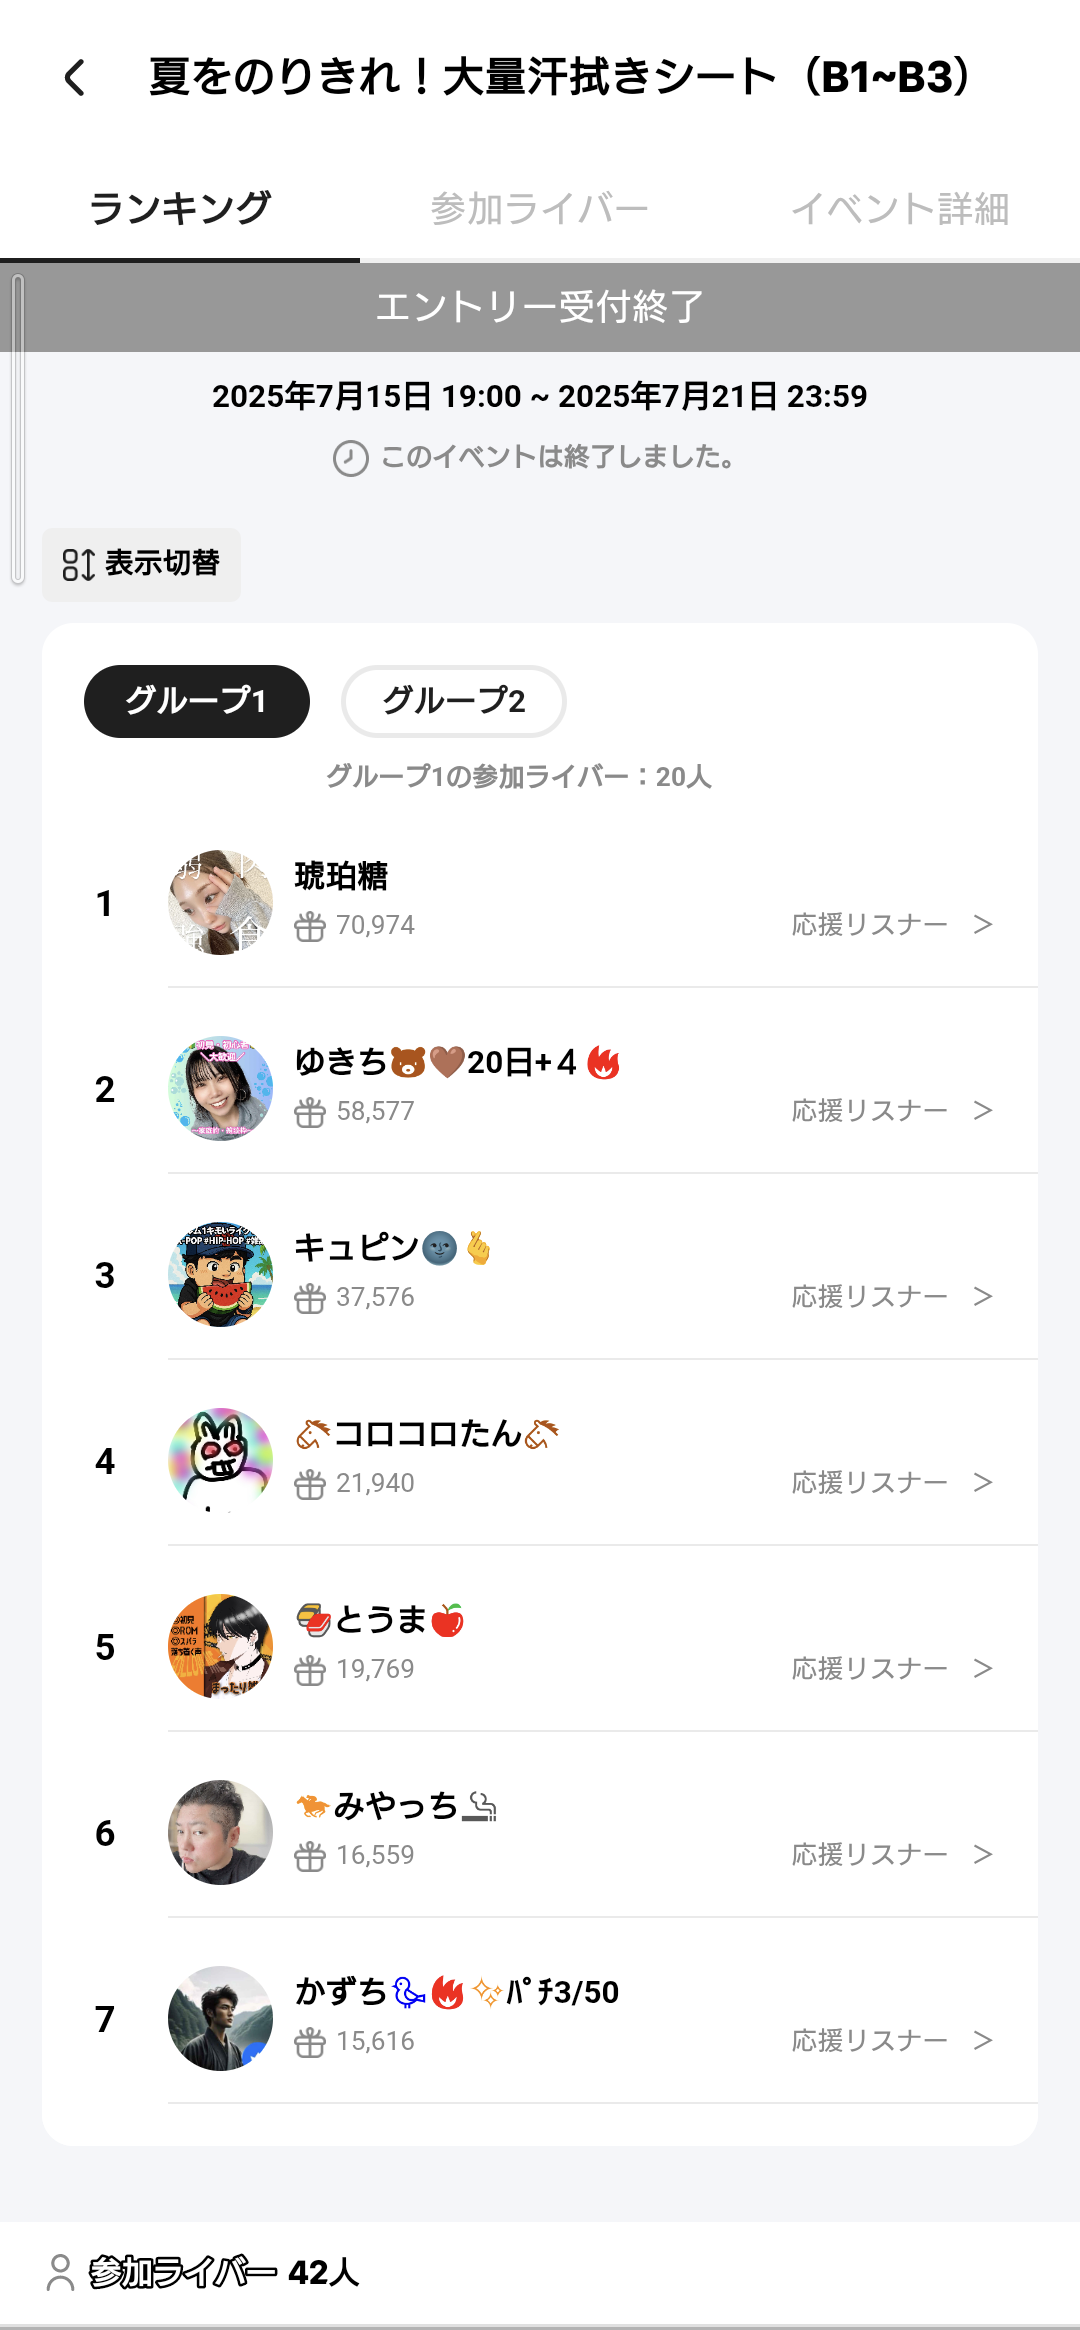 夏をのりきれ！大量汗拭きシート（B1~B3）
ランキング 参加ライバー イベント詳細
エントリー受付終了
2025年7月15日 19:00 ~ 2025年7月21日 23:59
このイベントは終了しました。
表示切替
グループ1 グループ2
グループ1の参加ライバー：20人
1 琥珀糖
70,974 応援リスナー >
2 ゆきち🐻🤎20日+４🔥
58,577 応援リスナー >
3 キュピン🌚🫰
37,576 応援リスナー >
4 🐴コロコロたん🐴
21,940 応援リスナー >
5 とうま🍎
19,769 応援リスナー >
6 🐎みやっち🚬
16,559 応援リスナー >
7 かずち🐤🔥✨ﾊﾟﾁ3/50
15,616 応援リスナー >
参加ライバー 42人